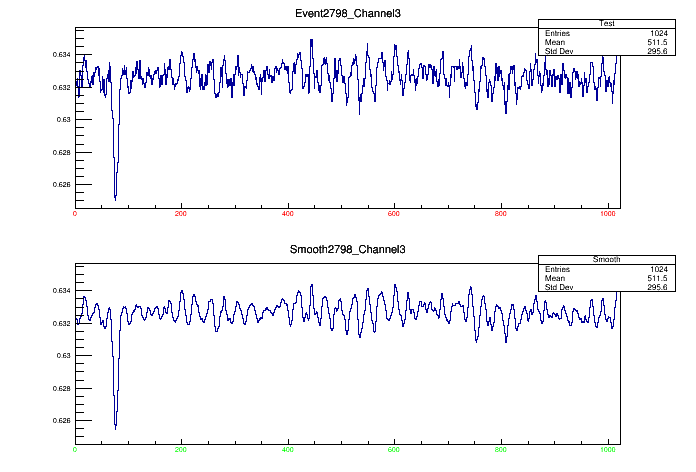 Event2798_Channel3
Test
Entries 1024
Mean 511.5
Std Dev 295.6
0.634
0.632
0.63
0.628
0.626
0 200 400 600 800 1000
Smooth2798_Channel3
Smooth
Entries 1024
Mean 511.5
Std Dev 295.6
0.634
0.632
0.63
0.628
0.626
0 200 400 600 800 1000